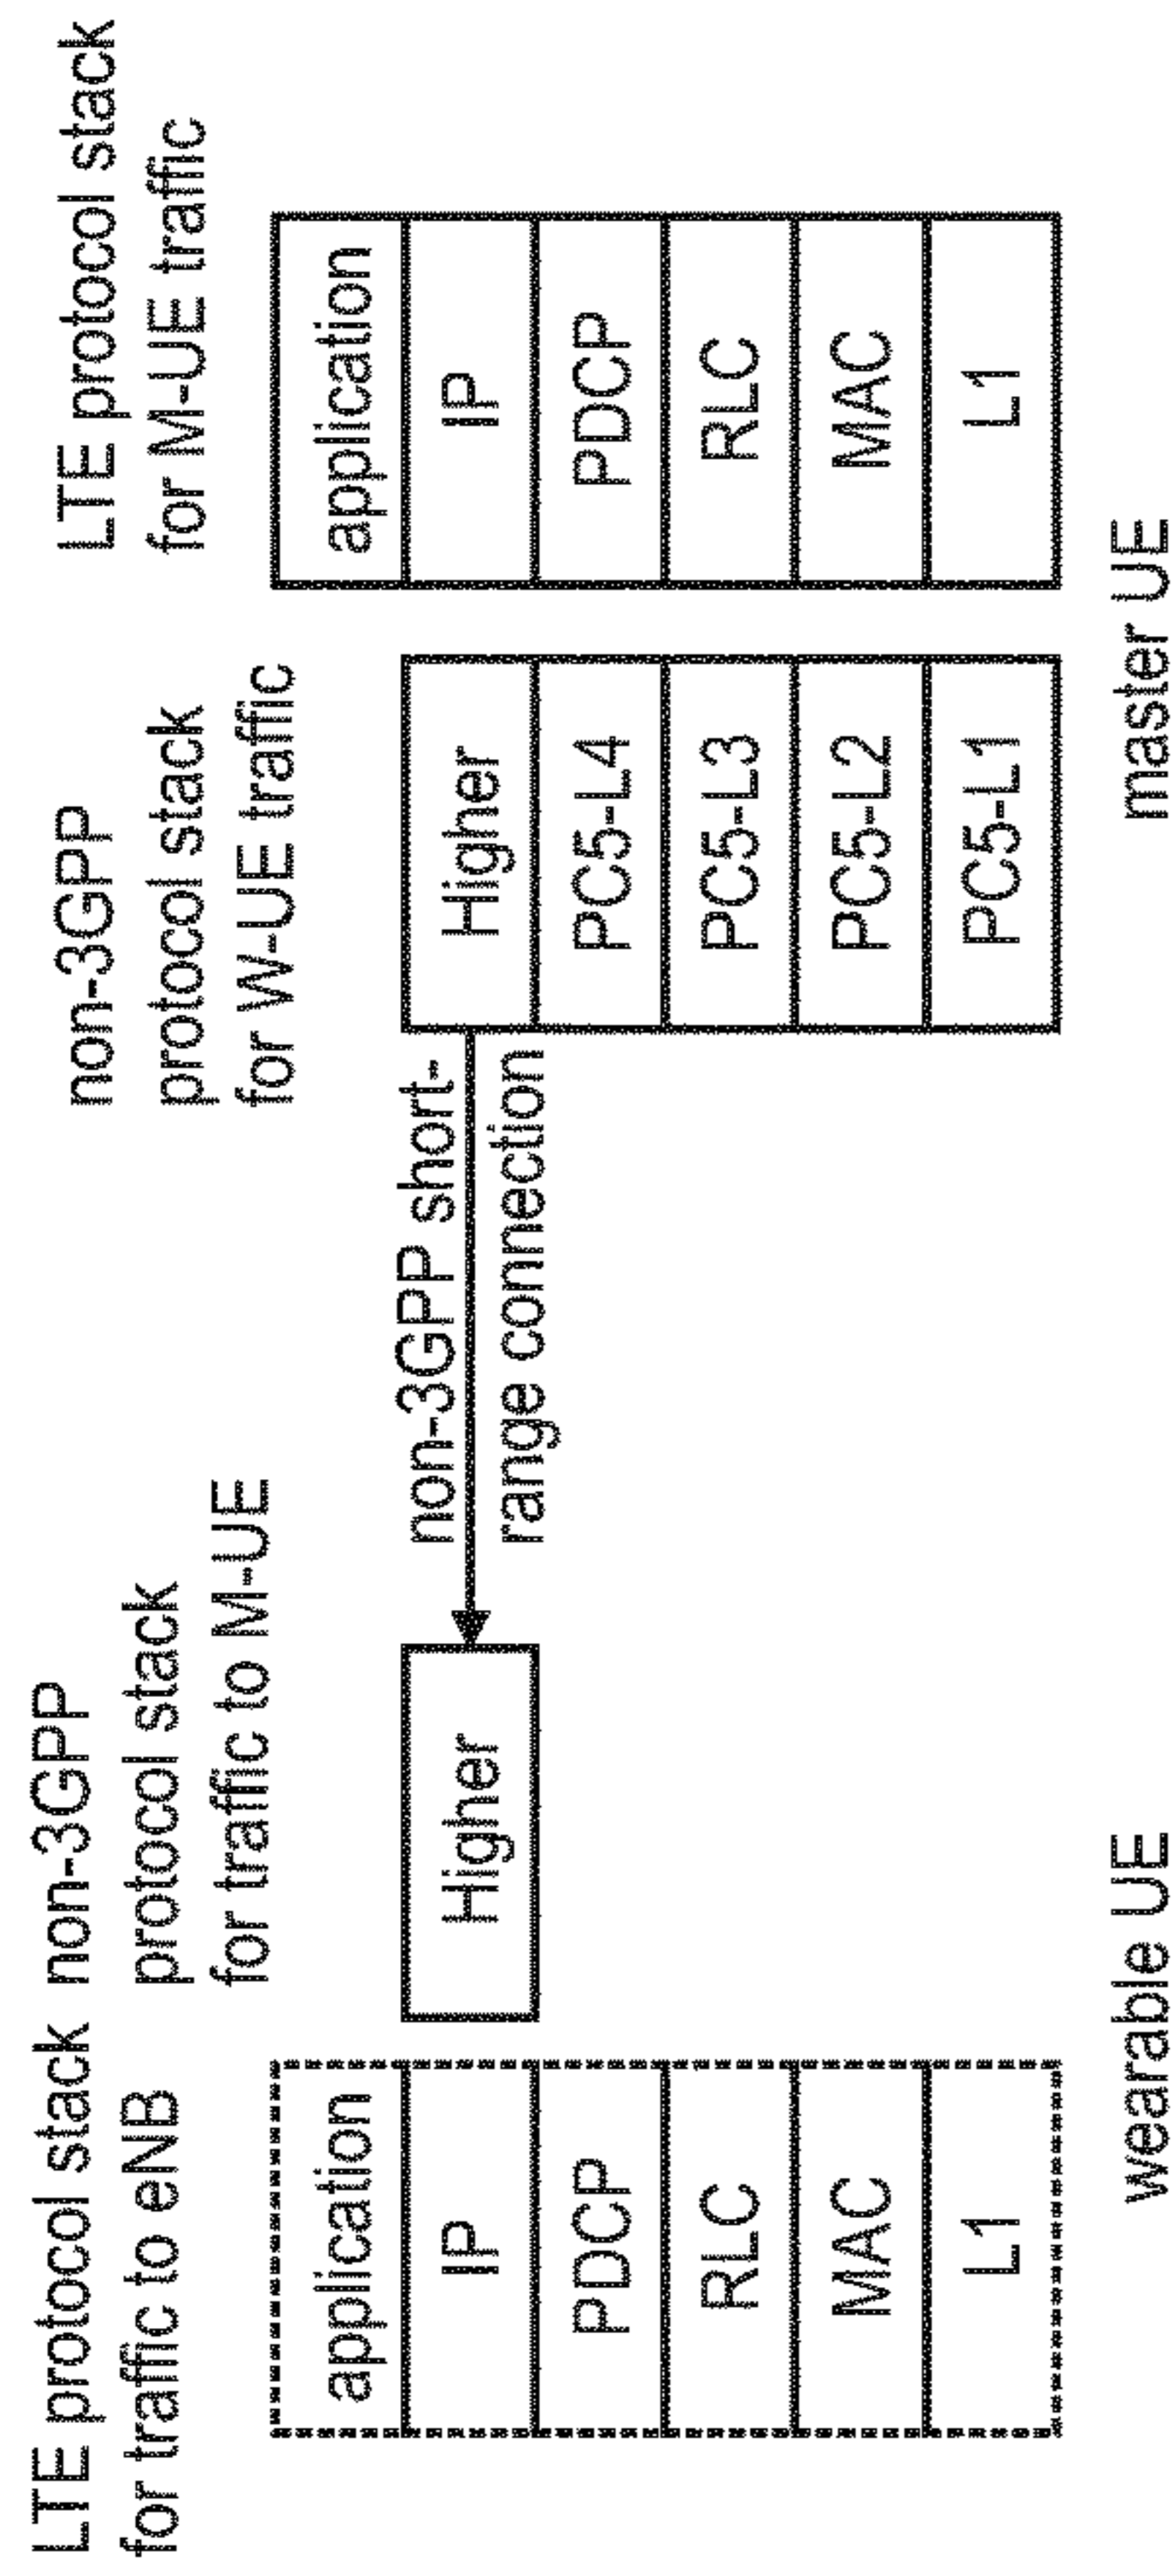 LTE protocol stack
for traffic to eNB
application
IP
PDCP
RLC
MAC
L1
non-3GPP
protocol stack
for traffic to M-UE
Higher
wearable UE
non-3GPP short-
range connection
non-3GPP
protocol stack
for W-UE traffic
Higher
PC5-L4
PC5-L3
PC5-L2
PC5-L1
LTE protocol stack
for M-UE traffic
application
IP
PDCP
RLC
MAC
L1
master UE